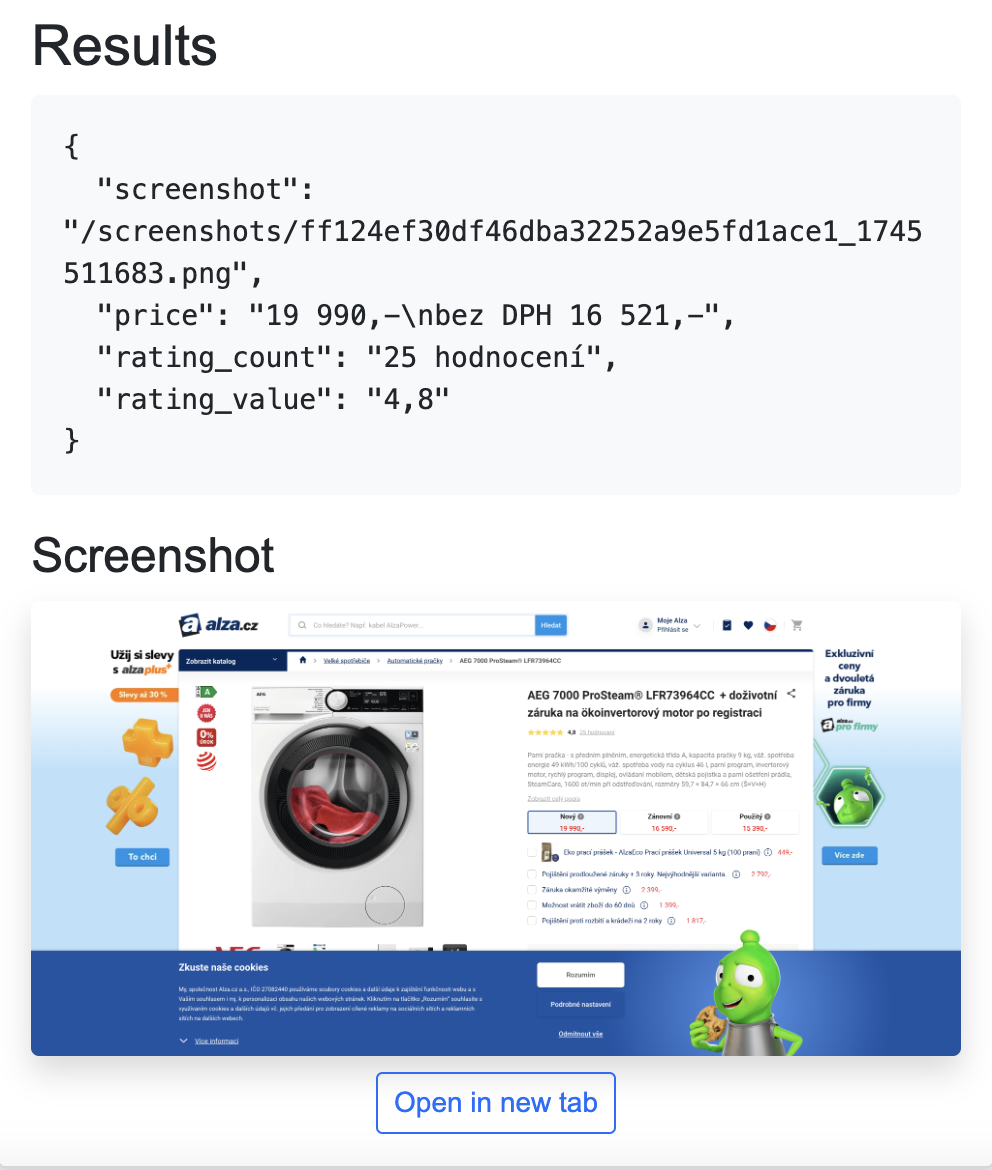 Results
{
"screenshot":
"/screenshots/ff124ef30df46dba32252a9e5fd1ace1_1745
511683.png",
"price": "19 990,-\nbez DPH 16 521,-",
"rating_count": "25 hodnocení",
"rating_value": "4,8"
}
Screenshot
alza.cz
Co hledáte? Např. kabel AlzaPower...
Hledat
Moje Alza
Přihlásit se
Užij si slevy
s alzaplus+
Slevy až 30 %
To chci
Zobrazit katalog
Velké spotřebiče > Automatické pračky > AEG 7000 ProSteam® LFR73964CC
A
JEN
U NÁS
0%
ÚROK
AEG
AEG 7000 ProSteam® LFR73964CC + doživotní
záruka na ökoinvertorový motor po registraci
4,8 25 hodnocení
Parní pračka - s předním plněním, energetická třída A, kapacita pračky 9 kg, váž. spotřeba
energie 49 kWh/100 cyklů, váž. spotřeba vody na cyklus 46 l, parní program, invertorový
motor, rychlý program, displej, ovládání mobilem, dětská pojistka a parní ošetření prádla,
SteamCare, 1600 ot/min při odstřeďování, rozměry 59,7 × 84,7 × 66 cm (Š×V×H)
Zobrazit celý popis
Nový
19 990,-
Zánovní
16 590,-
Použitý
15 390,-
Eko prací prášek - AlzaEco Prací prášek Universal 5 kg (100 praní) 449,-
Pojištění prodloužené záruky + 3 roky. Nejvýhodnější varianta. 2 792,-
Záruka okamžité výměny 2 399,-
Možnost vrátit zboží do 60 dnů 1 399,-
Pojištění proti rozbití a krádeži na 2 roky 1 817,-
Exkluzivní
ceny
a dvouletá
záruka
pro firmy
alza.cz
pro firmy
Více zde
AEG
Zkuste naše cookies
My, společnost Alza.cz a.s., IČO 27082440 používáme soubory cookies a další údaje k zajištění funkčnosti webu a s
Vaším souhlasem i mj. k personalizaci obsahu našich webových stránek. Kliknutím na tlačítko „Rozumím“ souhlasíte s
využívaním cookies a dalších údajů vč. jejich předání pro zobrazení cílené reklamy na sociálních sítích a reklamních
sítích na dalších webech.
Více informací
Rozumím
Podrobné nastavení
Odmítnout vše
Open in new tab